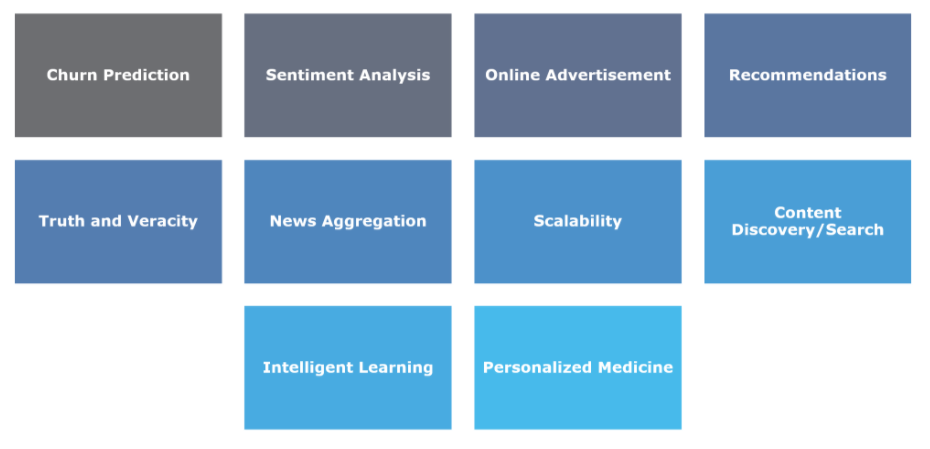 Churn Prediction
Sentiment Analysis
Online Advertisement
Recommendations
Truth and Veracity
News Aggregation
Scalability
Content
Discovery/Search
Intelligent Learning
Personalized Medicine